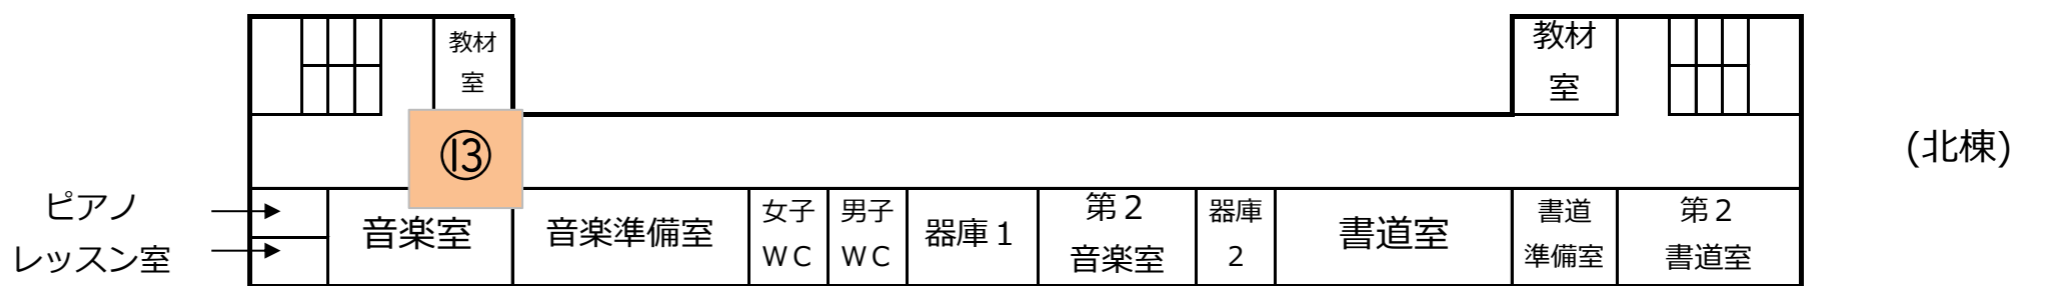 教材
室
教材
室
⑬
(北棟)
ピアノ
レッスン室
音楽室
音楽準備室
女子
ＷＣ
男子
ＷＣ
器庫１
第２
音楽室
器庫
2
書道室
書道
準備室
第２
書道室